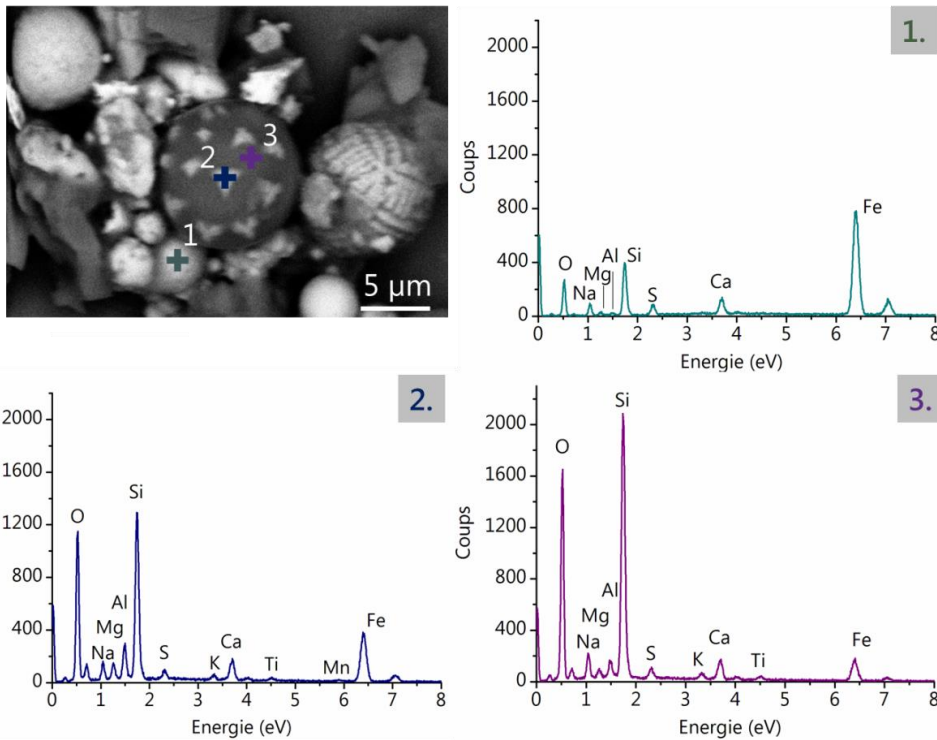 1
2
3
5 µm
1.
2200
2000
1600
1200
800
400
0
Coups
O
Na
Mg
Al
Si
S
Ca
Fe
0 1 2 3 4 5 6 7 8
Energie (eV)
2.
2000
1600
1200
800
400
0
O
Na
Mg
Al
Si
S
K
Ca
Ti
Mn
Fe
0 1 2 3 4 5 6 7 8
Energie (eV)
3.
2000
1600
1200
800
400
0
Coups
O
Na
Mg
Al
Si
S
K
Ca
Ti
Fe
0 1 2 3 4 5 6 7 8
Energie (eV)